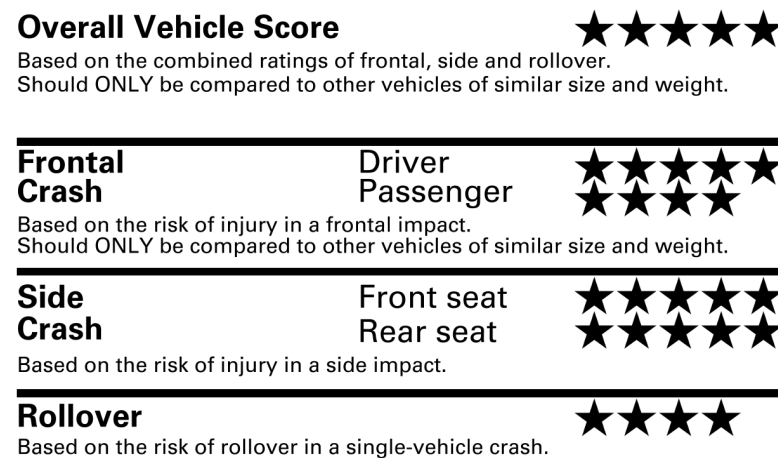 Overall Vehicle Score ★★★★★
Based on the combined ratings of frontal, side and rollover.
Should ONLY be compared to other vehicles of similar size and weight.
Frontal Driver ★★★★★
Crash Passenger ★★★★
Based on the risk of injury in a frontal impact.
Should ONLY be compared to other vehicles of similar size and weight.
Side Front seat ★★★★★
Crash Rear seat ★★★★★
Based on the risk of injury in a side impact.
Rollover ★★★★
Based on the risk of rollover in a single-vehicle crash.